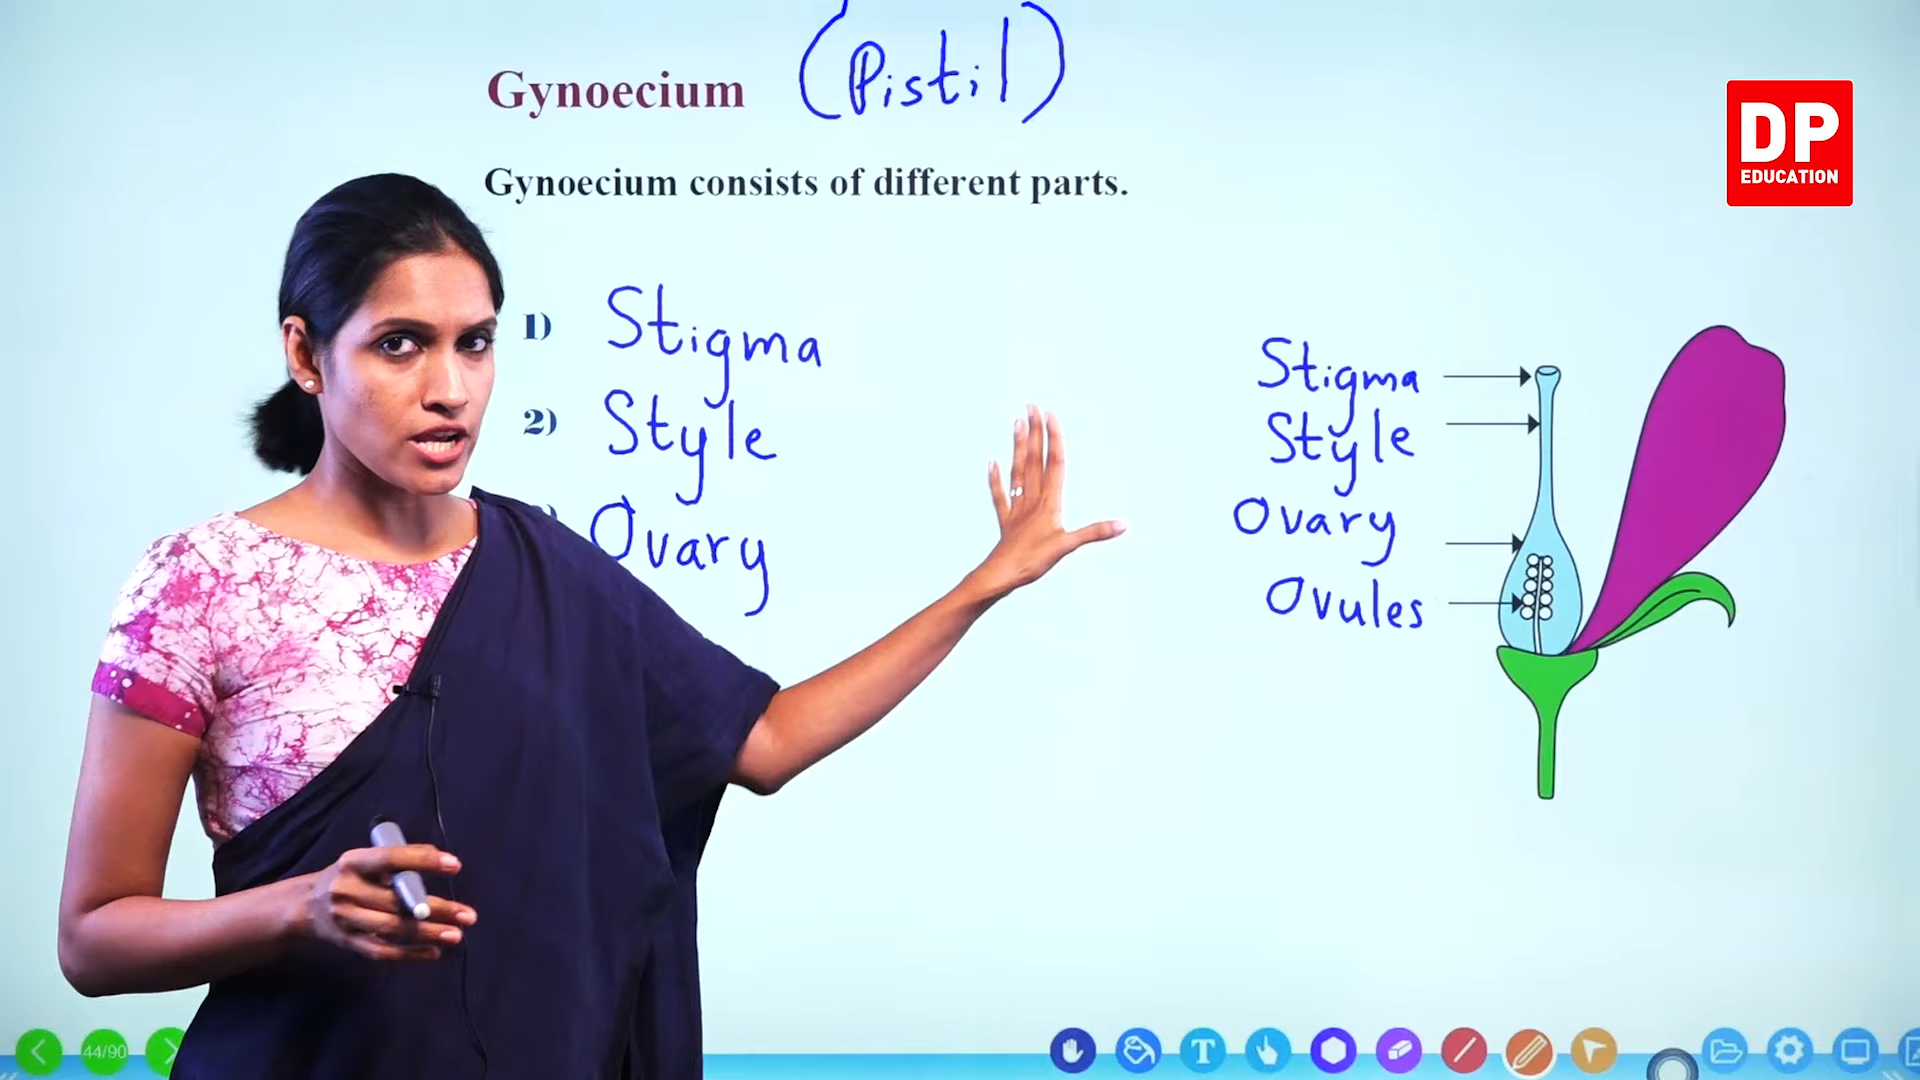 Gynoecium (Pistil)
DP
EDUCATION
Gynoecium consists of different parts.
1) Stigma
2) Style
Ovary
Stigma
Style
Ovary
Ovules
44/90
T